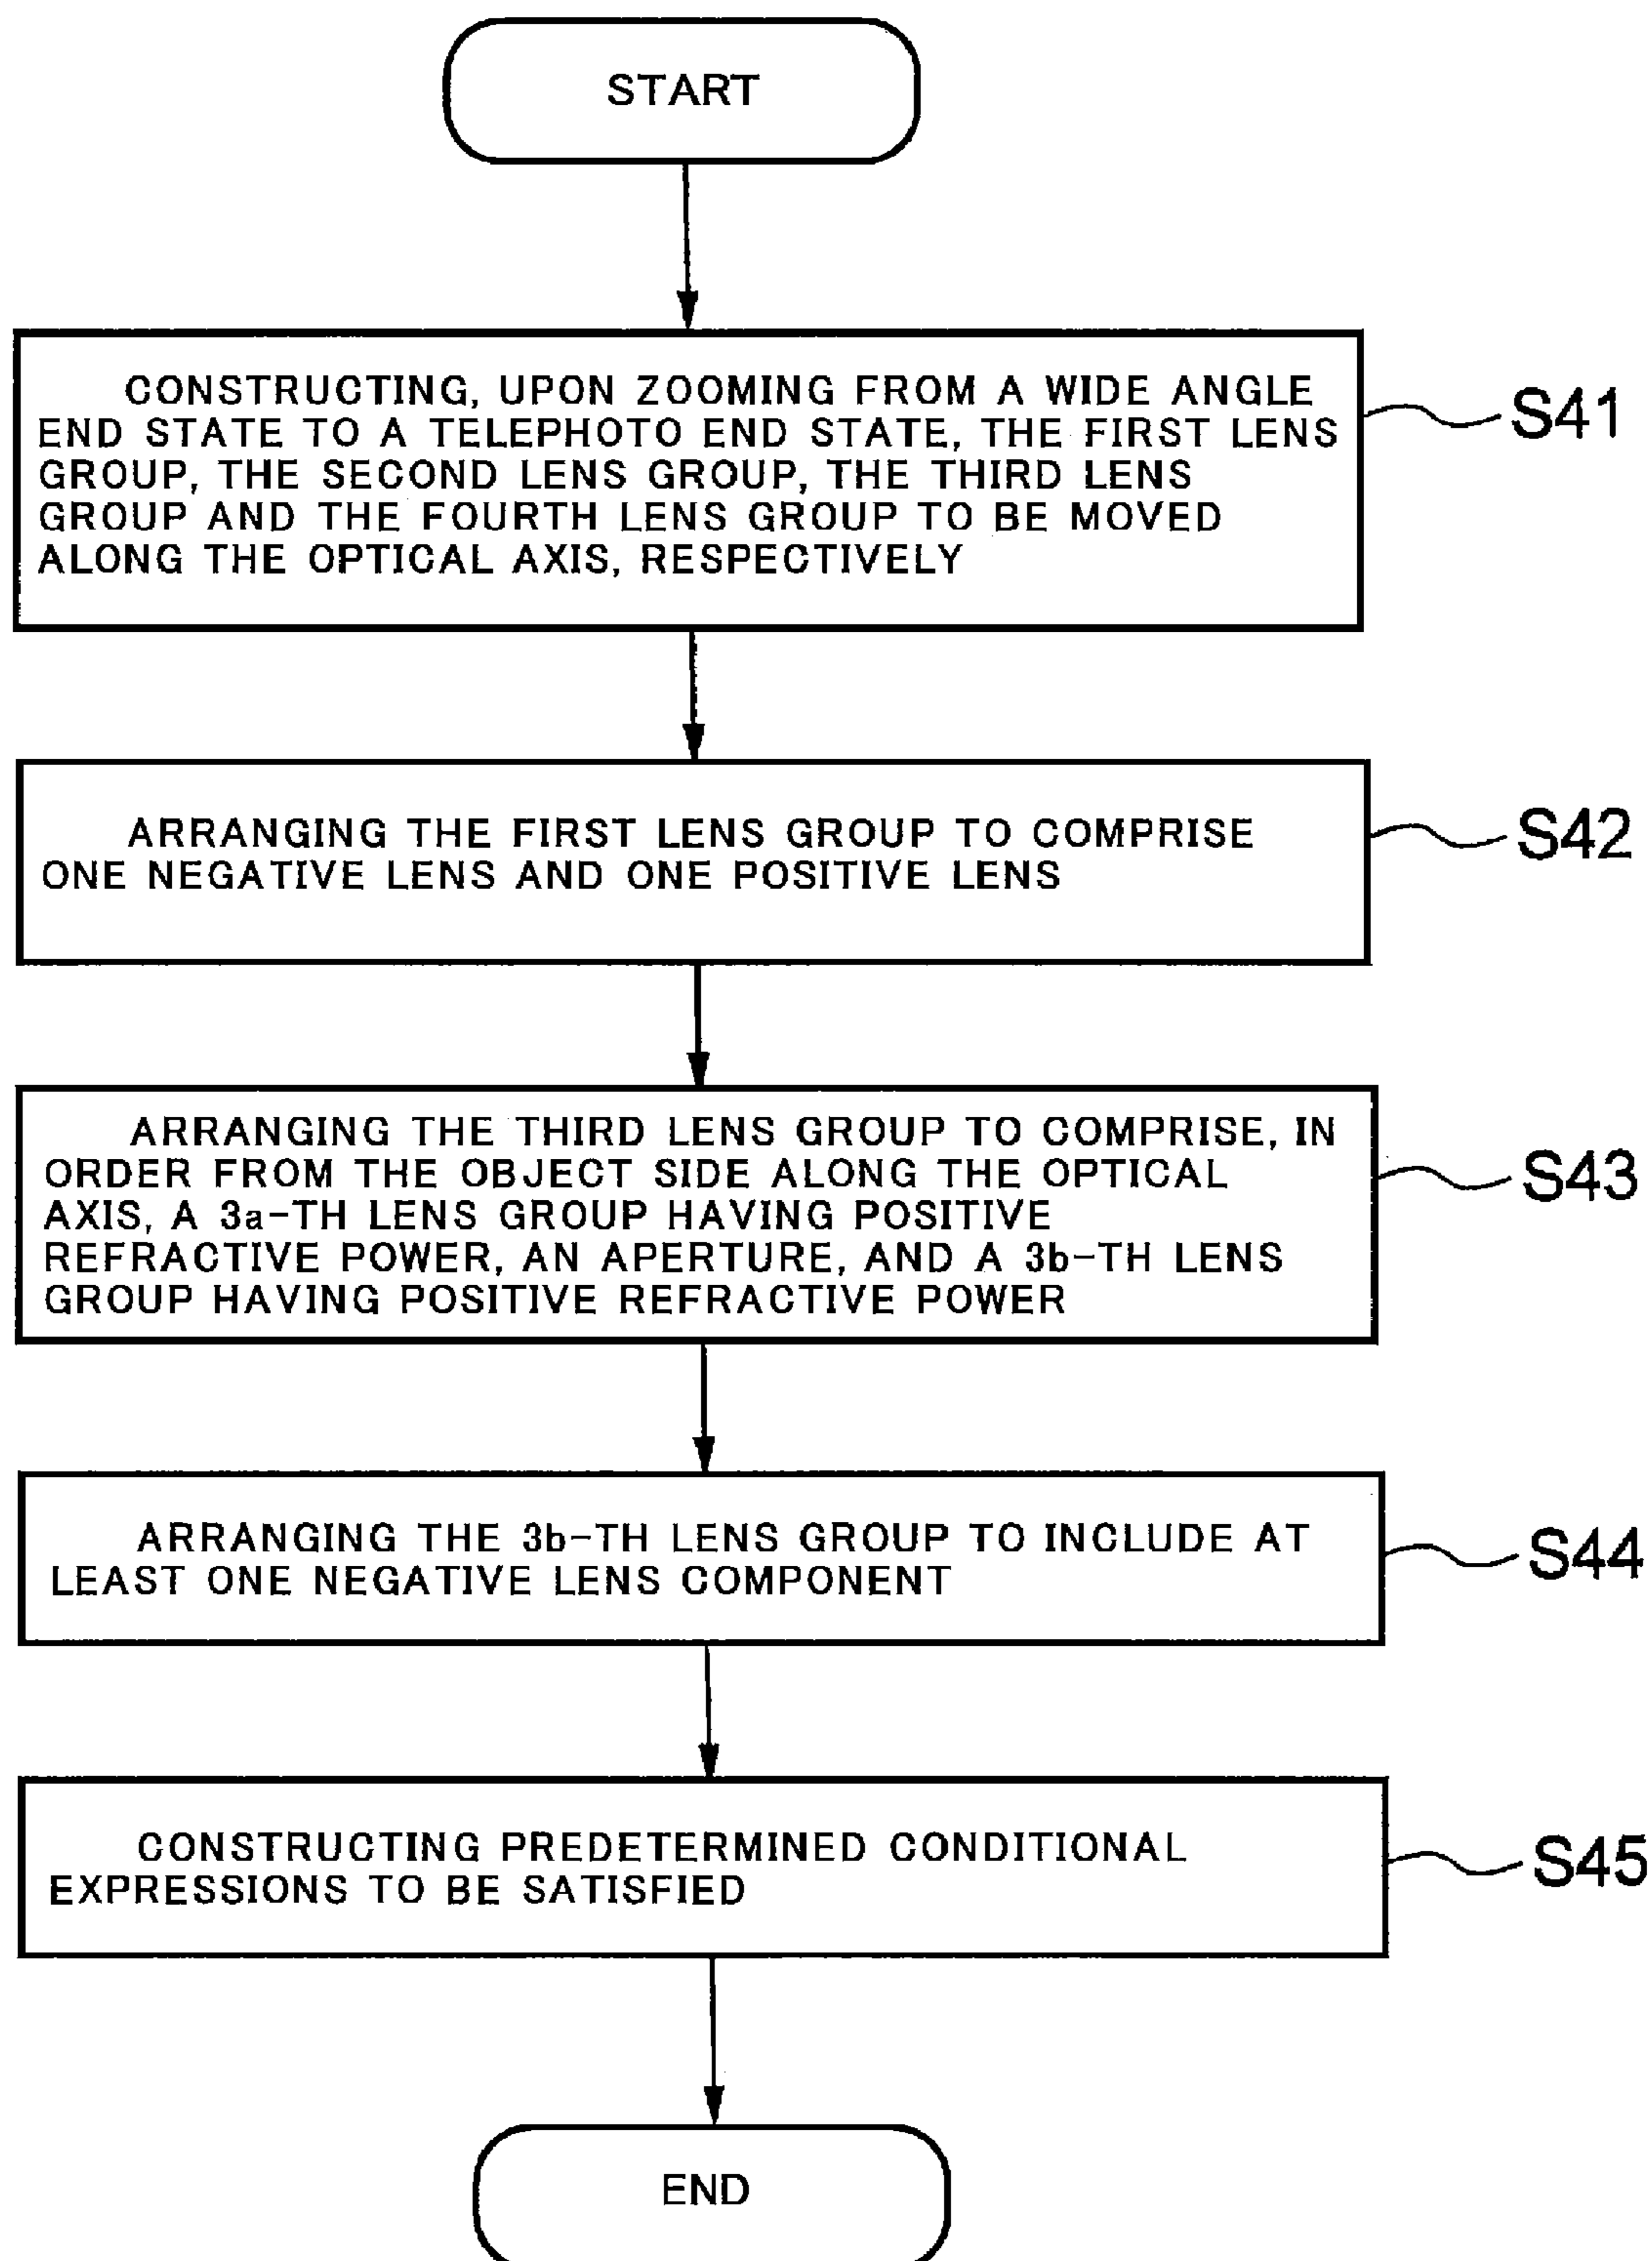 START
CONSTRUCTING, UPON ZOOMING FROM A WIDE ANGLE
END STATE TO A TELEPHOTO END STATE, THE FIRST LENS
GROUP, THE SECOND LENS GROUP, THE THIRD LENS
GROUP AND THE FOURTH LENS GROUP TO BE MOVED
ALONG THE OPTICAL AXIS, RESPECTIVELY
S41
ARRANGING THE FIRST LENS GROUP TO COMPRISE
ONE NEGATIVE LENS AND ONE POSITIVE LENS
S42
ARRANGING THE THIRD LENS GROUP TO COMPRISE, IN
ORDER FROM THE OBJECT SIDE ALONG THE OPTICAL
AXIS, A 3a-TH LENS GROUP HAVING POSITIVE
REFRACTIVE POWER, AN APERTURE, AND A 3b-TH LENS
GROUP HAVING POSITIVE REFRACTIVE POWER
S43
ARRANGING THE 3b-TH LENS GROUP TO INCLUDE AT
LEAST ONE NEGATIVE LENS COMPONENT
S44
CONSTRUCTING PREDETERMINED CONDITIONAL
EXPRESSIONS TO BE SATISFIED
S45
END